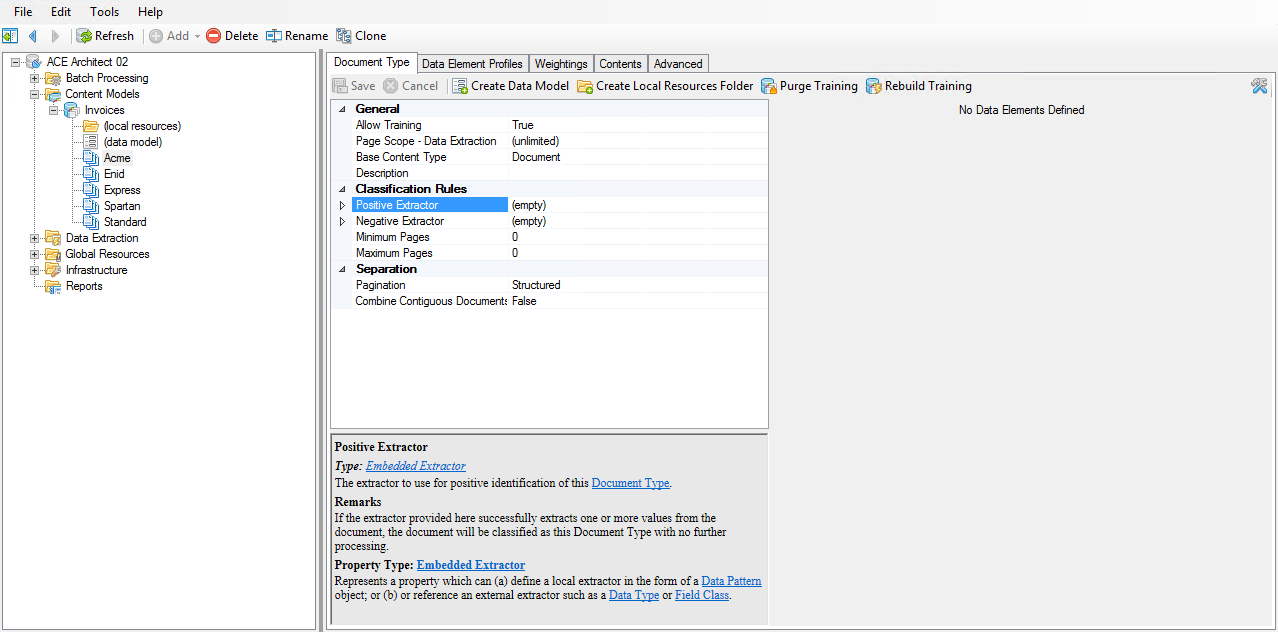 File Edit Tools Help
Refresh Add Delete Rename Clone
ACE Architect 02
Batch Processing
Content Models
Invoices
(local resources)
(data model)
Acme
Enid
Express
Spartan
Standard
Data Extraction
Global Resources
Infrastructure
Reports
Document Type Data Element Profiles Weightings Contents Advanced
Save Cancel Create Data Model Create Local Resources Folder Purge Training Rebuild Training
General
Allow Training True
Page Scope - Data Extraction (unlimited)
Base Content Type Document
Description
Classification Rules
Positive Extractor (empty)
Negative Extractor (empty)
Minimum Pages 0
Maximum Pages 0
Separation
Pagination Structured
Combine Contiguous Documents False
Positive Extractor
Type: Embedded Extractor
The extractor to use for positive identification of this Document Type.
Remarks
If the extractor provided here successfully extracts one or more values from the
document, the document will be classified as this Document Type with no further
processing.
Property Type: Embedded Extractor
Represents a property which can (a) define a local extractor in the form of a Data Pattern
object; or (b) or reference an external extractor such as a Data Type or Field Class.
No Data Elements Defined